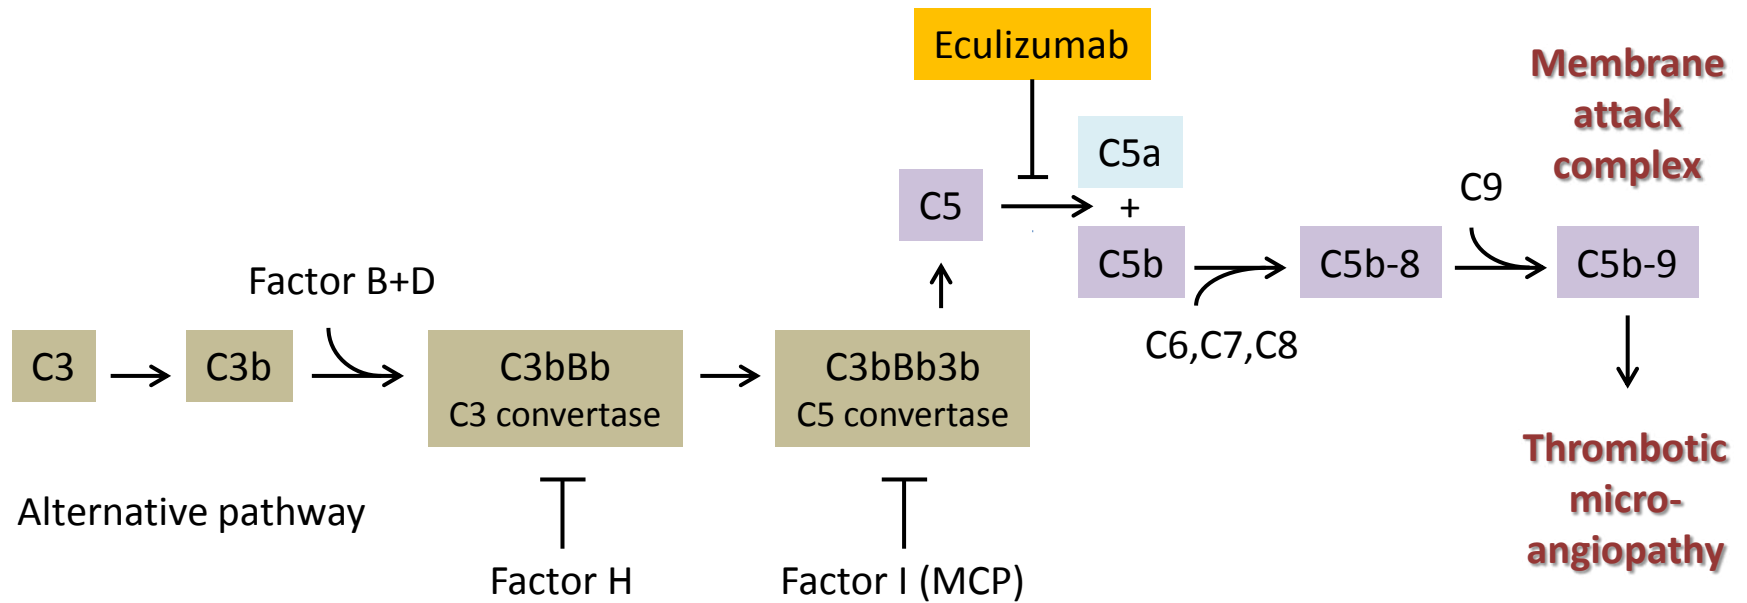 Eculizumab
Membrane
attack
complex
C5a
C9
C5
+
C5b
C5b-8
C5b-9
Factor B+D
C6,C7,C8
C3
C3b
C3bBb
C3 convertase
C3bBb3b
C5 convertase
Thrombotic
micro-
angiopathy
Alternative pathway
Factor H
Factor I (MCP)